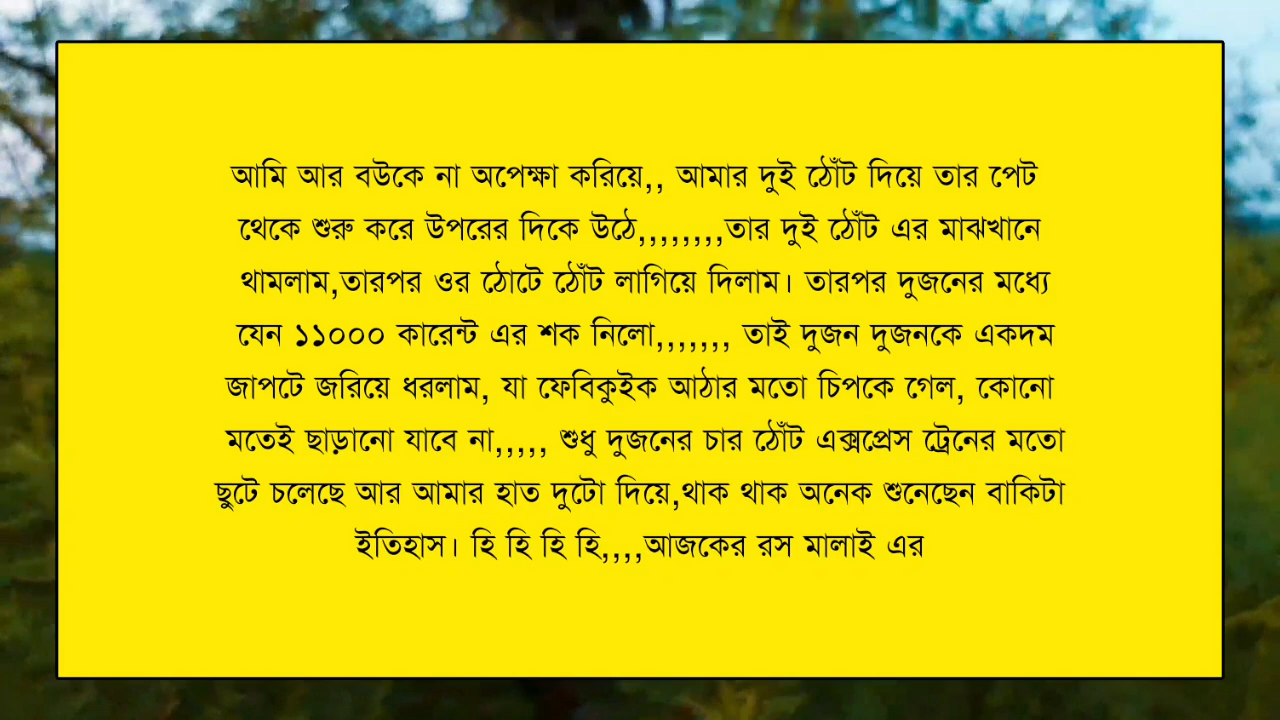 আমি আর বউকে না অপেক্ষা করিয়ে,, আমার দুই ঠোঁট দিয়ে তার পেট
থেকে শুরু করে উপরের দিকে উঠে,,,,,,,,তার দুই ঠোঁট এর মাঝখানে
থামলাম,তারপর ওর ঠোটে ঠোঁট লাগিয়ে দিলাম। তারপর দুজনের মধ্যে
যেন ১১০০০ কারেন্ট এর শক নিলো,,,,,,, তাই দুজন দুজনকে একদম
জাপটে জরিয়ে ধরলাম, যা ফেবিকুইক আঠার মতো চিপকে গেল, কোনো
মতেই ছাড়ানো যাবে না,,,,, শুধু দুজনের চার ঠোঁট এক্সপ্রেস ট্রেনের মতো
ছুটে চলেছে আর আমার হাত দুটো দিয়ে,থাক থাক অনেক শুনেছেন বাকিটা
ইতিহাস। হি হি হি হি,,,,আজকের রস মালাই এর